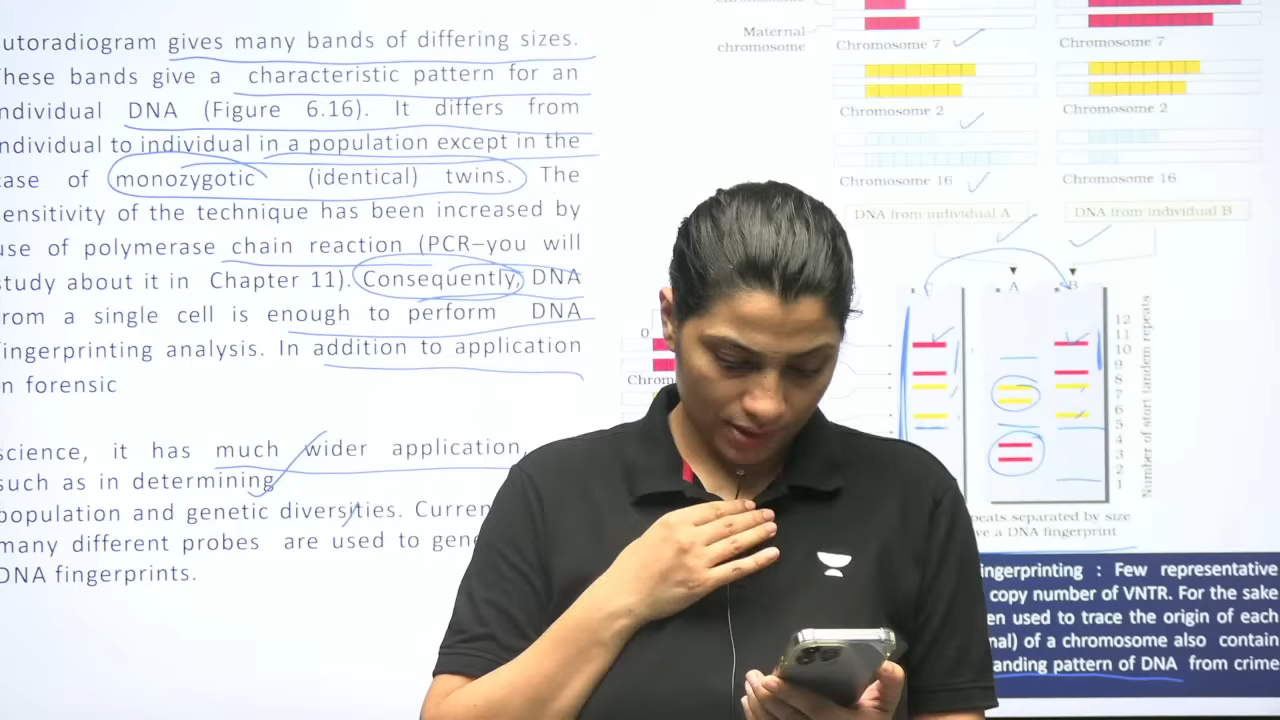 utoradiogram gives many bands of differing sizes.
hese bands give a characteristic pattern for an
ndividual DNA (Figure 6.16). It differs from
ndividual to individual in a population except in the
ase of monozygotic (identical) twins. The
ensitivity of the technique has been increased by
use of polymerase chain reaction (PCR–you will
study about it in Chapter 11). Consequently, DNA
rom a single cell is enough to perform DNA
ingerprinting analysis. In addition to application
n forensic
science, it has much wider application,
such as in determining
population and genetic diversities. Curren
many different probes are used to gene
DNA fingerprints.
chromosome
Maternal
chromosome
Chromosome 7
Chromosome 7
Chromosome 2
Chromosome 2
Chromosome 16
Chromosome 16
DNA from individual A
DNA from individual B
A
B
0
Chrom
12
11
10
9
8
7
6
5
4
3
2
1
Number of short tandem repeats
peats separated by size
ve a DNA fingerprint
ingerprinting : Few representative
copy number of VNTR. For the sake
en used to trace the origin of each
nal) of a chromosome also contain
anding pattern of DNA from crime